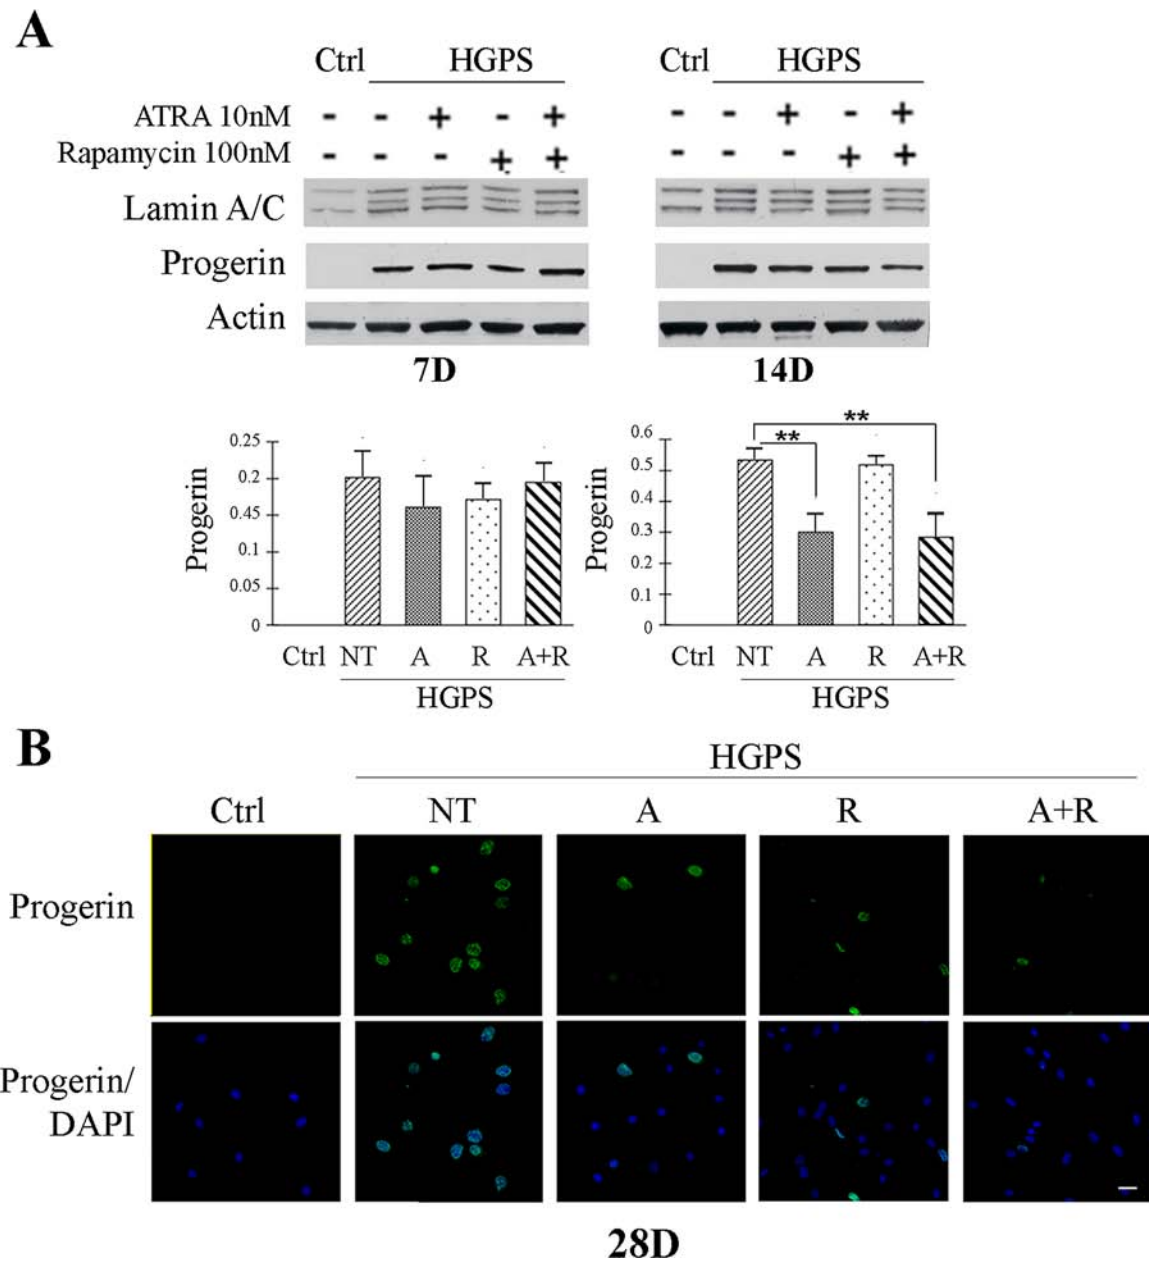 A
Ctrl HGPS Ctrl HGPS
ATRA 10nM - - + - + - - + - +
Rapamycin 100nM - - - + + - - - + +
Lamin A/C
Progerin
Actin
7D 14D
Progerin
0.25
0.2
0.45
0.1
0.05
0
Ctrl NT A R A+R
HGPS
Progerin
0.6
0.5
0.4
0.3
0.2
0.1
0
** **
Ctrl NT A R A+R
HGPS
B
HGPS
Ctrl NT A R A+R
Progerin
Progerin/
DAPI
28D